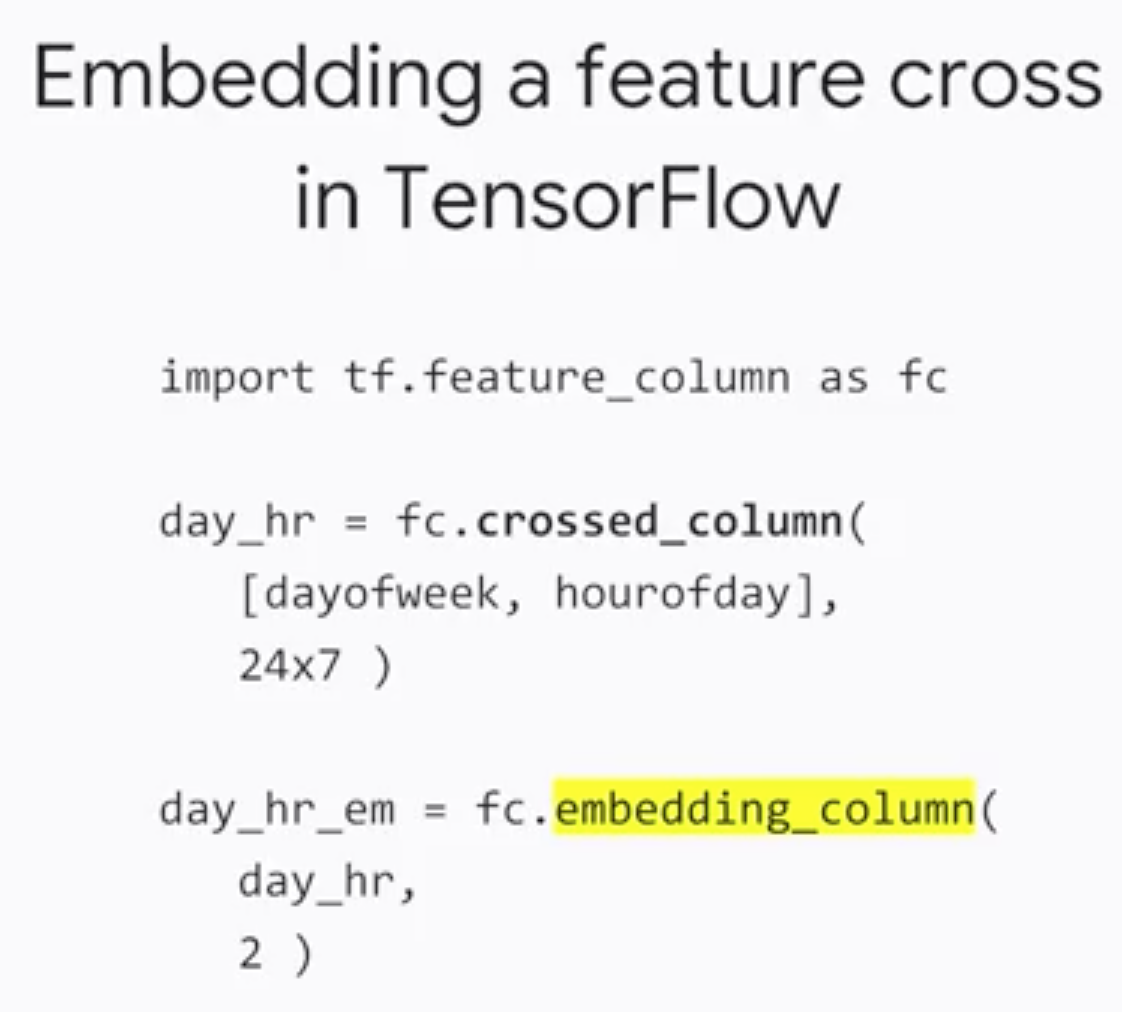 Embedding a feature cross
in TensorFlow
import tf.feature_column as fc
day_hr = fc.crossed_column(
[dayofweek, hourofday],
24x7 )
day_hr_em = fc.embedding_column(
day_hr,
2 )